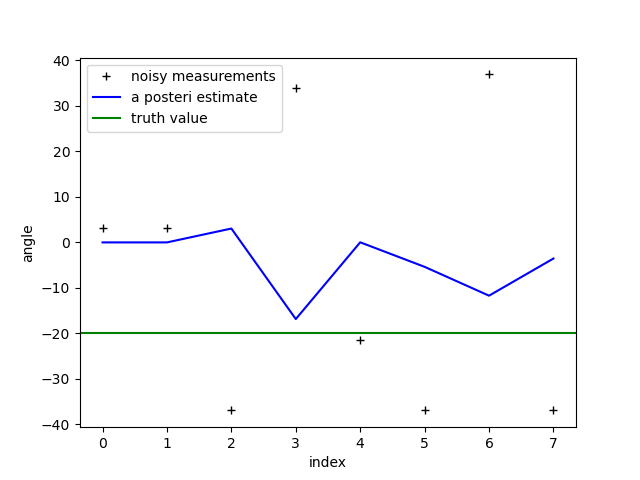 40
30
20
10
0
−10
−20
−30
−40
angle
noisy measurements
a posteri estimate
truth value
0 1 2 3 4 5 6 7
index